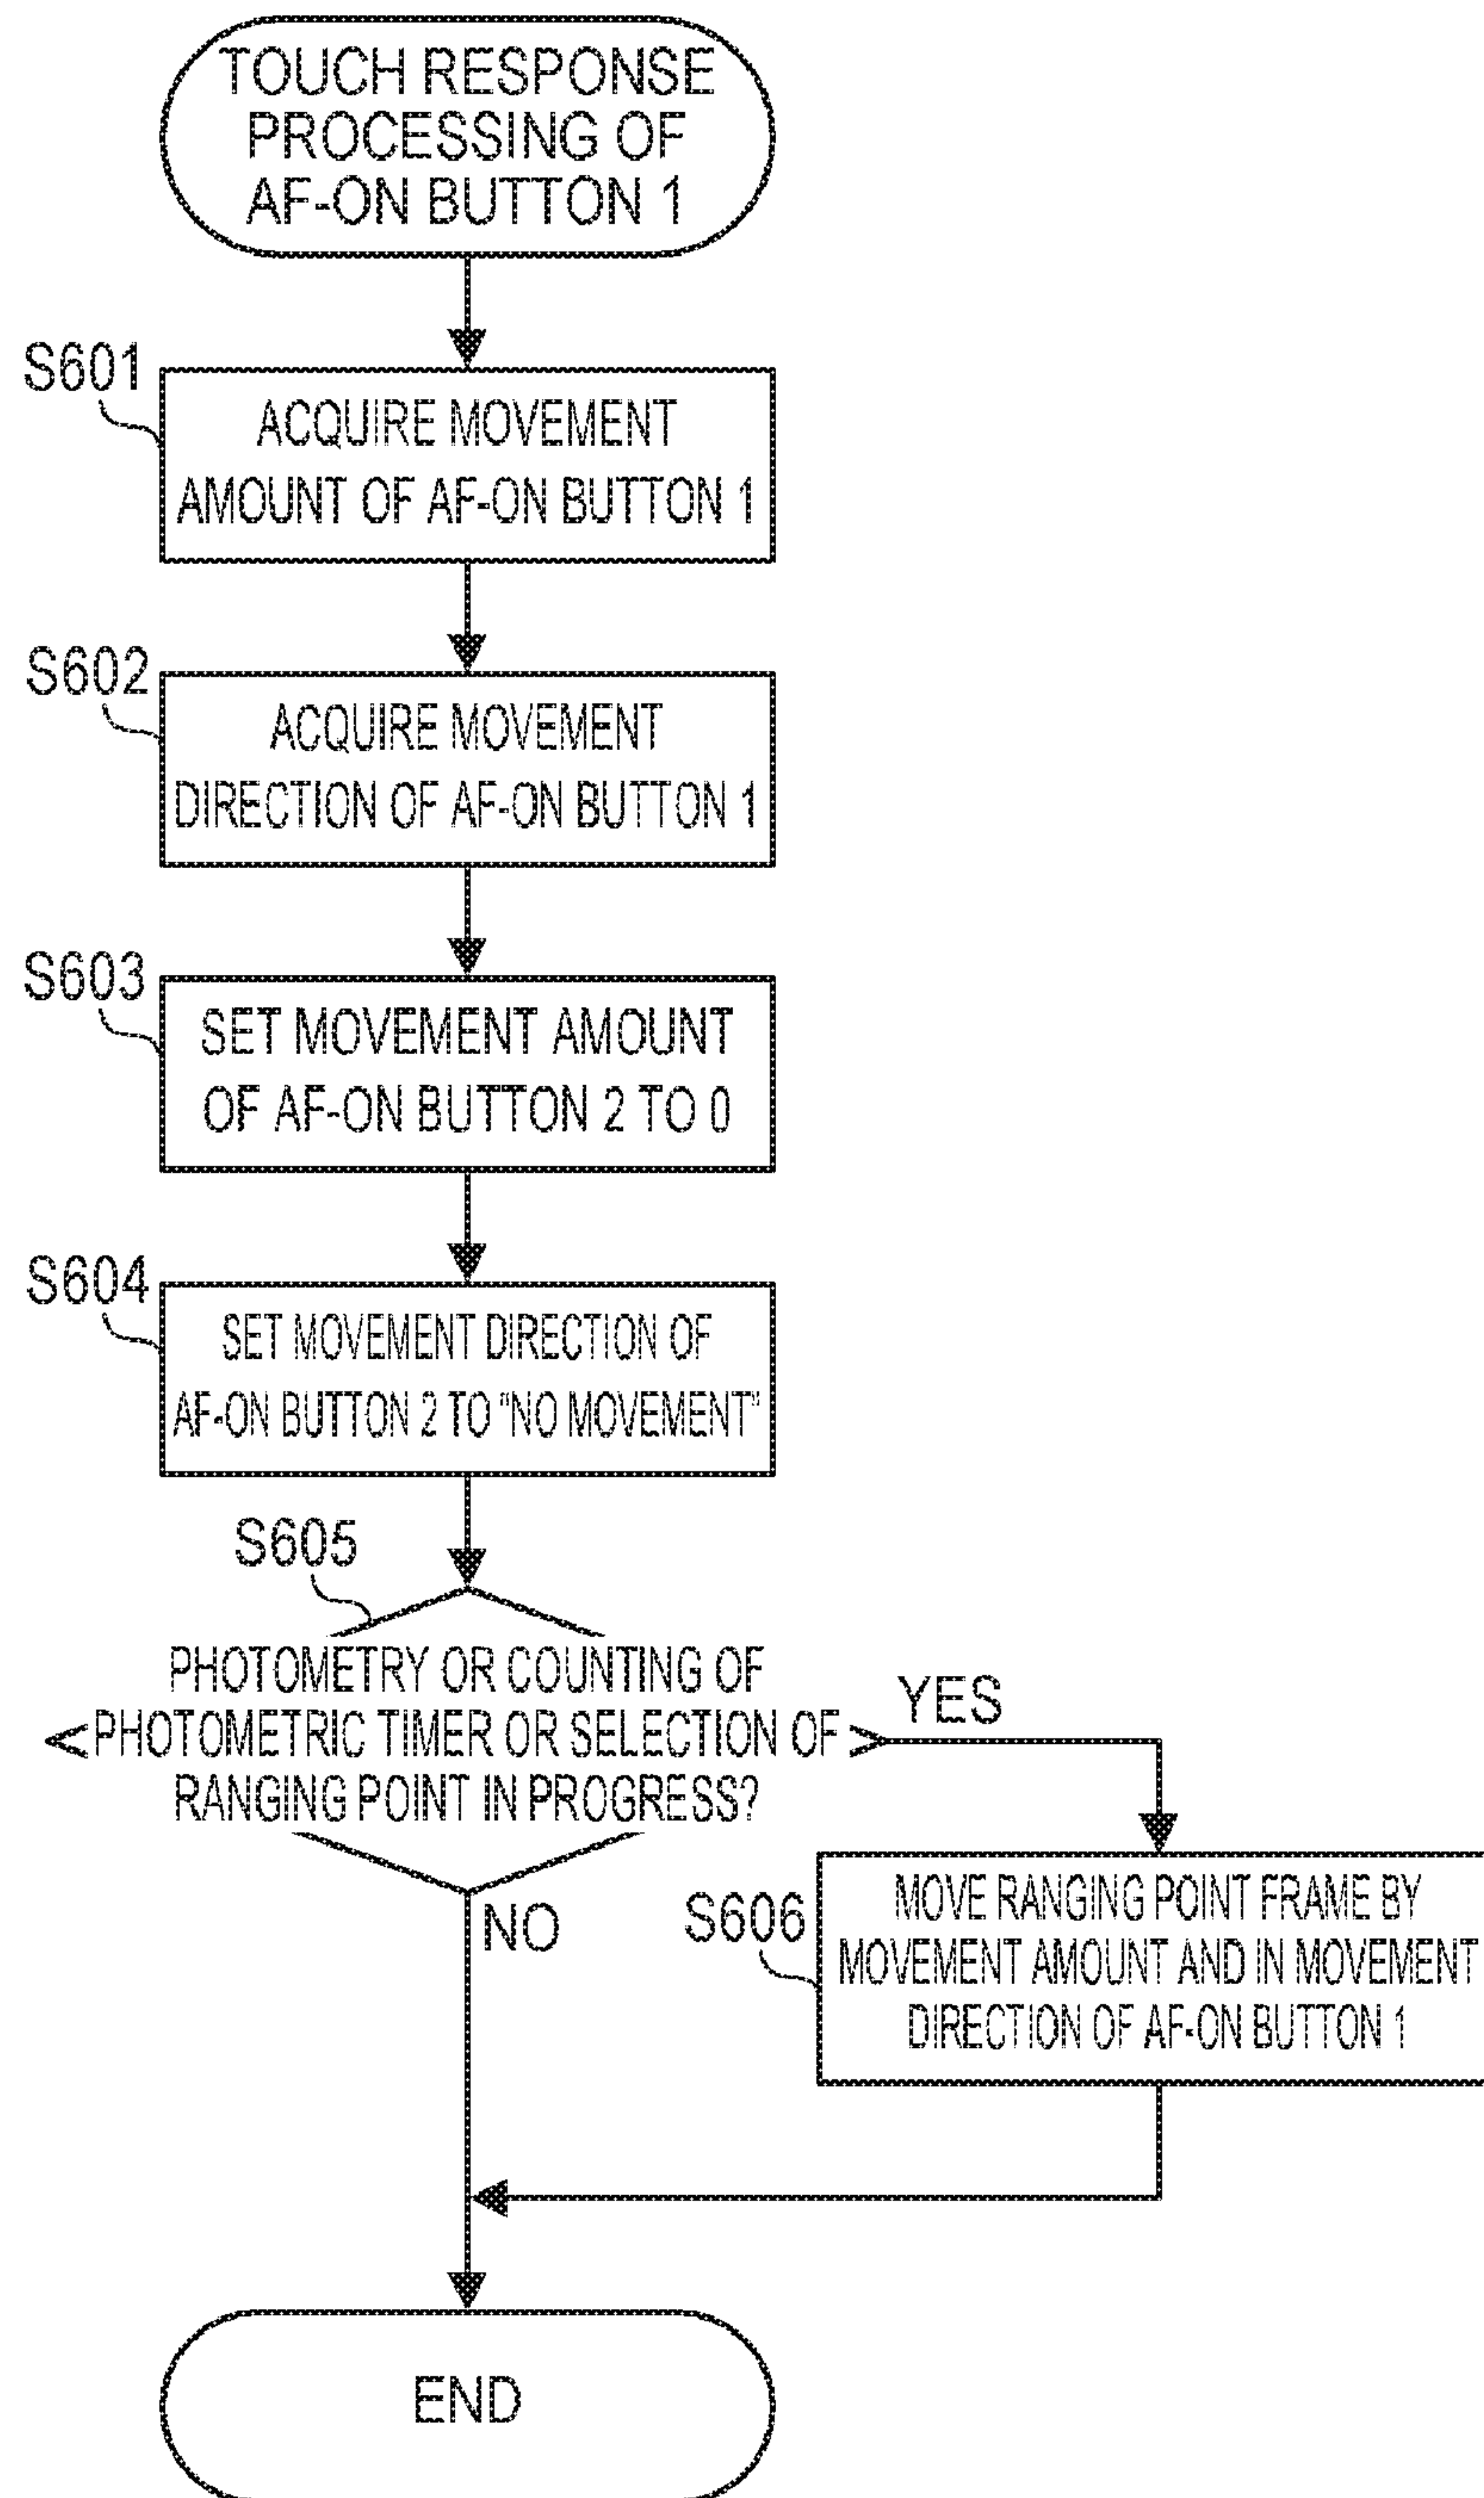 TOUCH RESPONSE
PROCESSING OF
AF-ON BUTTON 1
S601
ACQUIRE MOVEMENT
AMOUNT OF AF-ON BUTTON 1
S602
ACQUIRE MOVEMENT
DIRECTION OF AF-ON BUTTON 1
S603
SET MOVEMENT AMOUNT
OF AF-ON BUTTON 2 TO 0
S604
SET MOVEMENT DIRECTION OF
AF-ON BUTTON 2 TO “NO MOVEMENT”
S605
PHOTOMETRY OR COUNTING OF
PHOTOMETRIC TIMER OR SELECTION OF
RANGING POINT IN PROGRESS?
YES
NO
S606
MOVE RANGING POINT FRAME BY
MOVEMENT AMOUNT AND IN MOVEMENT
DIRECTION OF AF-ON BUTTON 1
END